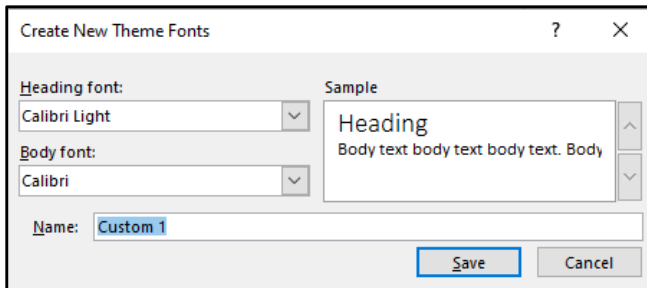 Create New Theme Fonts ?
Heading font:
Calibri Light
Body font:
Calibri
Sample
Heading
Body text body text body text. Body
Name: Custom 1
Save Cancel